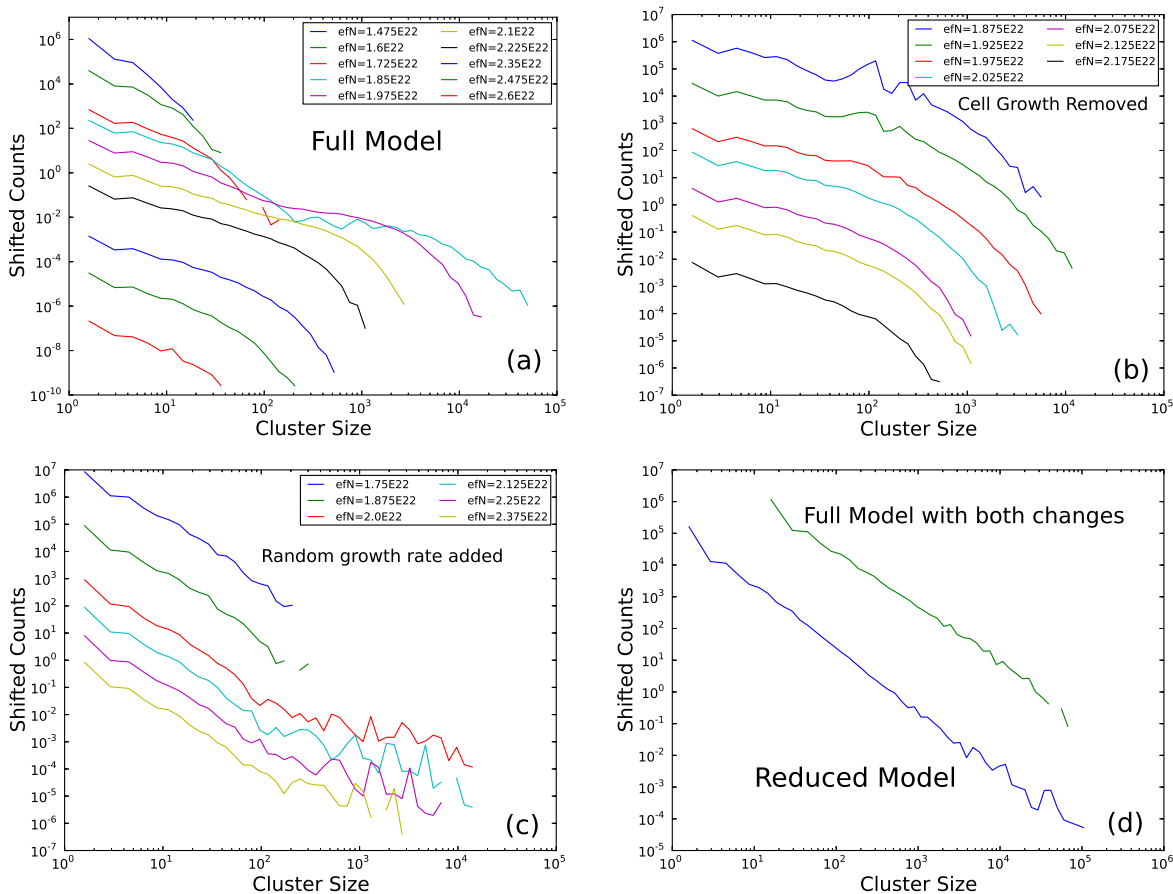 10^6
10^4
10^2
10^0
10^-2
10^-4
10^-6
10^-8
10^-10
Shifted Counts
efN=1.475E22
efN=1.6E22
efN=1.725E22
efN=1.85E22
efN=1.975E22
efN=2.1E22
efN=2.225E22
efN=2.35E22
efN=2.475E22
efN=2.6E22
Full Model
(a)
10^0 10^1 10^2 10^3 10^4 10^5
Cluster Size
10^7
10^6
10^5
10^4
10^3
10^2
10^1
10^0
10^-1
10^-2
10^-3
10^-4
10^-5
10^-6
10^-7
Shifted Counts
efN=1.875E22
efN=1.925E22
efN=1.975E22
efN=2.025E22
efN=2.075E22
efN=2.125E22
efN=2.175E22
Cell Growth Removed
(b)
10^0 10^1 10^2 10^3 10^4 10^5
Cluster Size
10^7
10^6
10^5
10^4
10^3
10^2
10^1
10^0
10^-1
10^-2
10^-3
10^-4
10^-5
10^-6
10^-7
Shifted Counts
efN=1.75E22
efN=1.875E22
efN=2.0E22
efN=2.125E22
efN=2.25E22
efN=2.375E22
Random growth rate added
(c)
10^0 10^1 10^2 10^3 10^4 10^5
Cluster Size
10^7
10^6
10^5
10^4
10^3
10^2
10^1
10^0
10^-1
10^-2
10^-3
10^-4
10^-5
Shifted Counts
Full Model with both changes
Reduced Model
(d)
10^0 10^1 10^2 10^3 10^4 10^5 10^6
Cluster Size